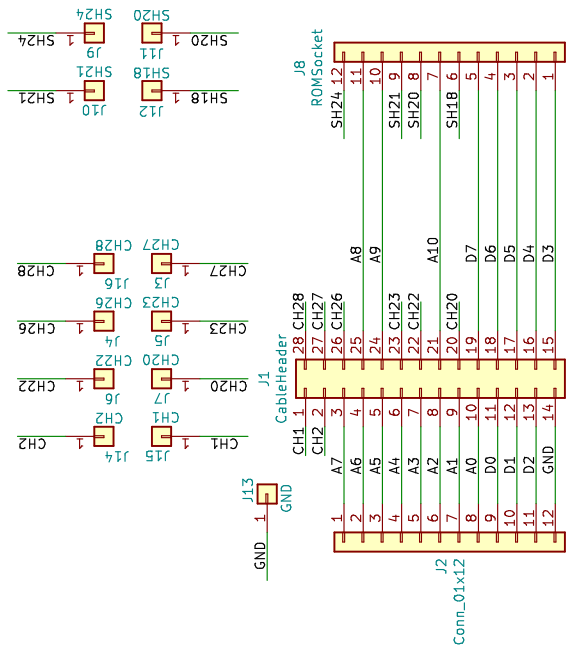 SH24
1
SH24
J9
SH20
J11
1
SH20
SH21
1
SH21
J10
SH18
J12
1
SH18
J8
ROMSocket
12
11
10
9
8
7
6
5
4
3
2
1
SH24
SH21
SH20
SH18
A8
A9
A10
D7
D6
D5
D4
D3
CH28
1
CH28
J16
CH27
J3
1
CH27
CH26
1
CH26
J4
CH23
J5
1
CH23
CH22
1
CH22
J6
CH20
J7
1
CH20
CH2
1
CH2
J14
CH1
J15
1
CH1
CH28
CH27
CH26
CH23
CH22
CH20
28
27
26
25
24
23
22
21
20
19
18
17
16
15
J1
CableHeader
1
2
3
4
5
6
7
8
9
10
11
12
13
14
CH1
CH2
A7
A6
A5
A4
A3
A2
A1
A0
D0
D1
D2
GND
J13
GND
1
GND
1
2
3
4
5
6
7
8
9
10
11
12
J2
Conn_01x12